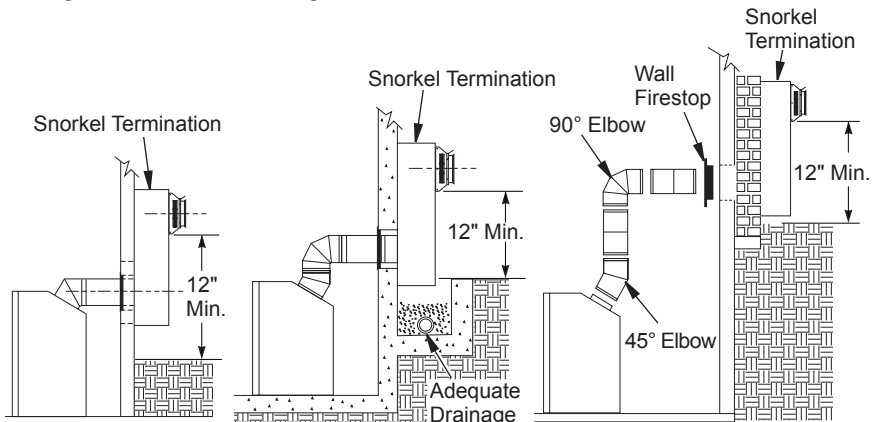 Snorkel Termination
12"
Min.
Snorkel Termination
12" Min.
Adequate
Drainage
Snorkel
Termination
Wall
Firestop
90° Elbow
12" Min.
45° Elbow